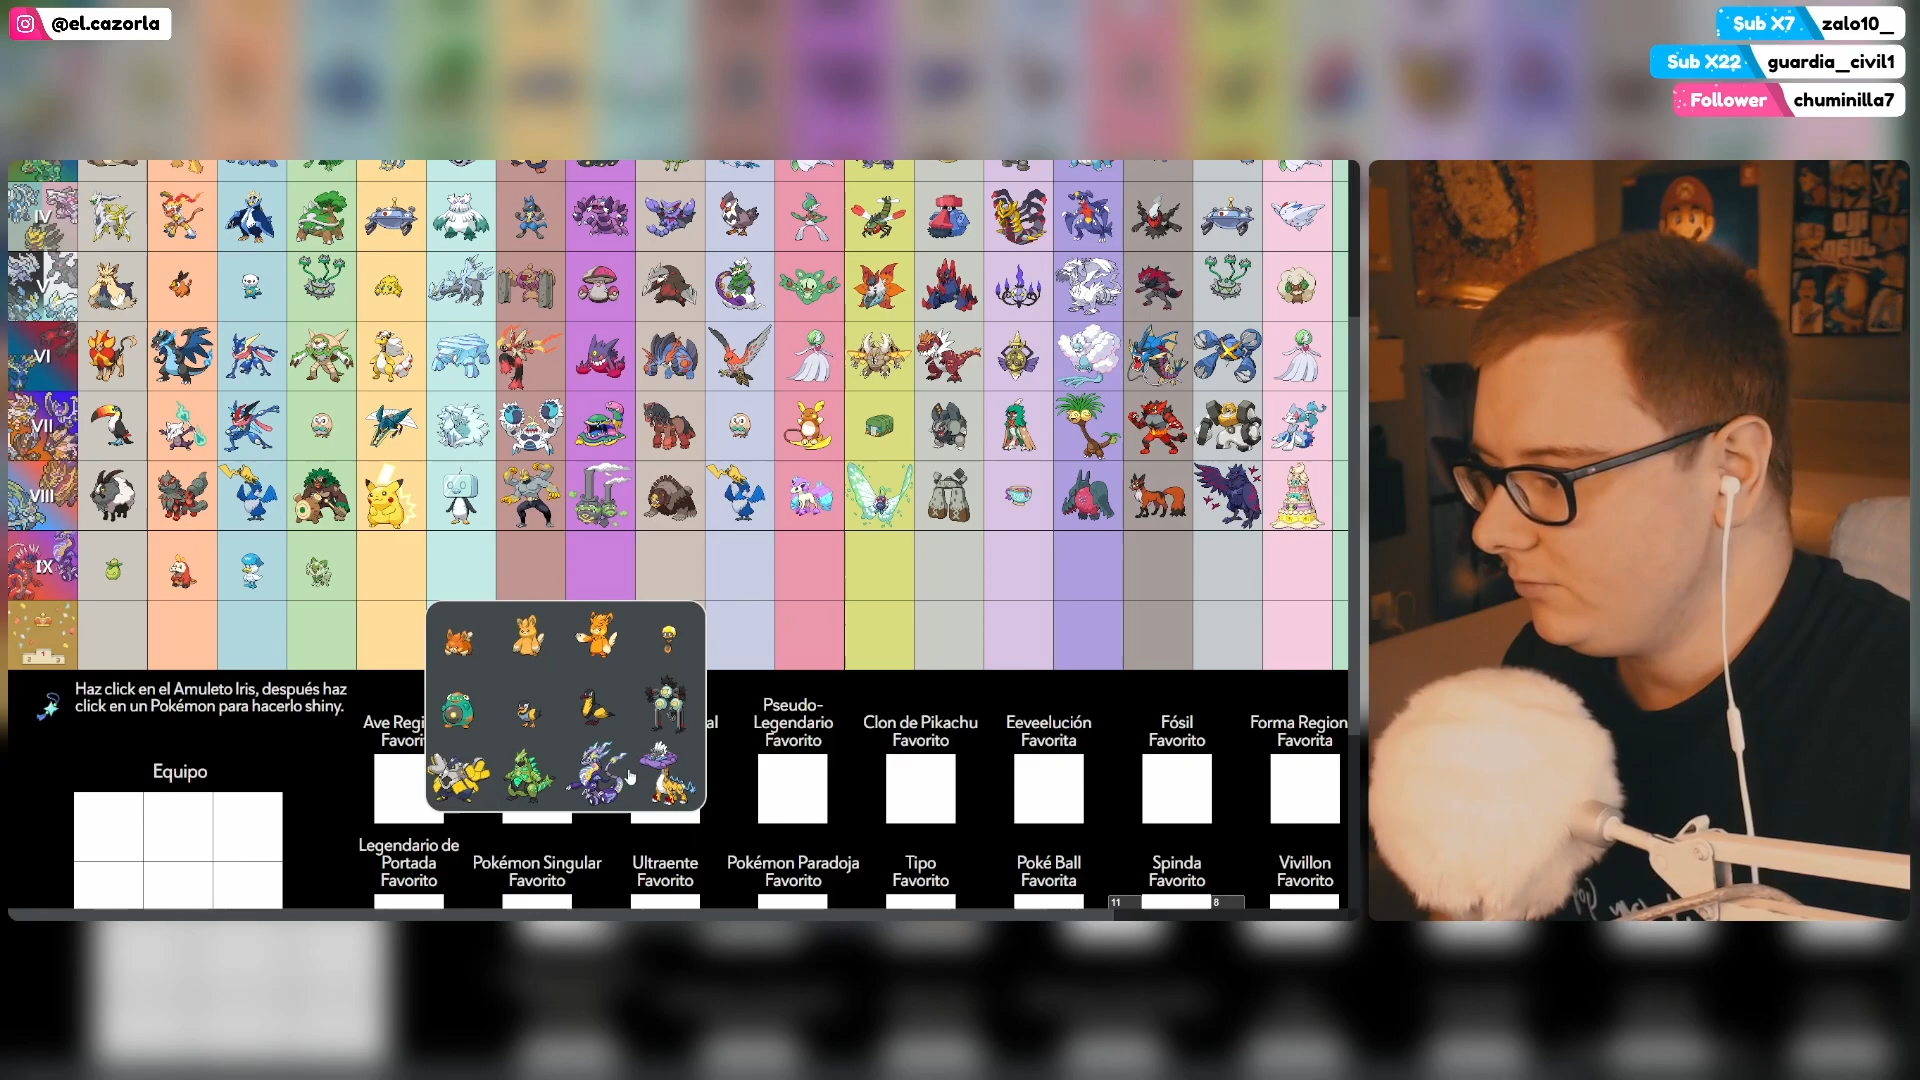 @el.cazorla
Sub X7 zalo10_
Sub X22 guardia_civil1
Follower chuminilla7
IV
V
VI
VII
VIII
IX
Haz click en el Amuleto Iris, después haz
click en un Pokémon para hacerlo shiny.
Equipo
Ave Regi
Favori
al
Pseudo-
Legendario
Favorito
Clon de Pikachu
Favorito
Eeveelución
Favorita
Fósil
Favorito
Forma Region
Favorita
Legendario de
Portada
Favorito
Pokémon Singular
Favorito
Ultraente
Favorito
Pokémon Paradoja
Favorito
Tipo
Favorito
Poké Ball
Favorita
Spinda
Favorito
Vivillon
Favorito
11
8